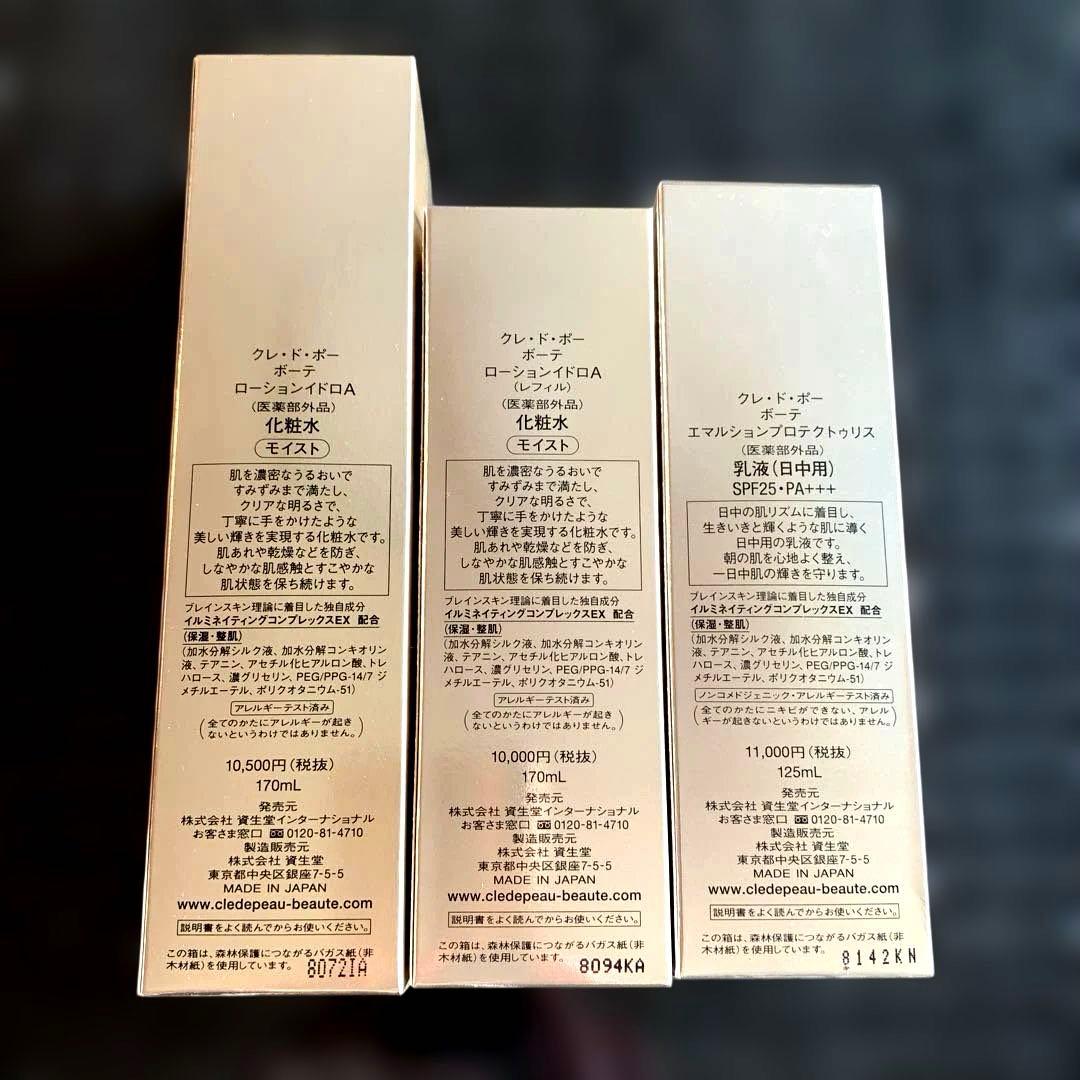 クレ・ド・ポー
ボーテ
ローションイドロA
（医薬部外品）
化粧水
モイスト
肌を濃密なうるおいで
すみずみまで満たし、
クリアな明るさで、
丁寧に手をかけたような
美しい輝きを実現する化粧水です。
肌あれや乾燥などを防ぎ、
しなやかな肌感触とすこやかな
肌状態を保ち続けます。
ブレインスキン理論に着目した独自成分
イルミネイティングコンプレックスEX 配合
(保湿・整肌)
(加水分解シルク液、加水分解コンキオリン
液、テアニン、アセチル化ヒアルロン酸、トレ
ハロース、濃グリセリン、PEG/PPG-14/7 ジ
メチルエーテル、ポリクオタニウム-51)
アレルギーテスト済み
(全てのかたにアレルギーが起き
ないというわけではありません。)
10,500円（税抜）
170mL
発売元
株式会社 資生堂インターナショナル
お客さま窓口 0120-81-4710
製造販売元
株式会社 資生堂
東京都中央区銀座7-5-5
MADE IN JAPAN
www.cledepeau-beaute.com
説明書をよく読んでからお使いください。
この箱は、森林保護につながるバガス紙(非
木材紙)を使用しています。
8072IA
クレ・ド・ポー
ボーテ
ローションイドロA
（レフィル）
（医薬部外品）
化粧水
モイスト
肌を濃密なうるおいで
すみずみまで満たし、
クリアな明るさで、
丁寧に手をかけたような
美しい輝きを実現する化粧水です。
肌あれや乾燥などを防ぎ、
しなやかな肌感触とすこやかな
肌状態を保ち続けます。
ブレインスキン理論に着目した独自成分
イルミネイティングコンプレックスEX 配合
(保湿・整肌)
(加水分解シルク液、加水分解コンキオリン
液、テアニン、アセチル化ヒアルロン酸、トレ
ハロース、濃グリセリン、PEG/PPG-14/7 ジ
メチルエーテル、ポリクオタニウム-51)
アレルギーテスト済み
(全てのかたにアレルギーが起き
ないというわけではありません。)
10,000円（税抜）
170mL
発売元
株式会社 資生堂インターナショナル
お客さま窓口 0120-81-4710
製造販売元
株式会社 資生堂
東京都中央区銀座7-5-5
MADE IN JAPAN
www.cledepeau-beaute.com
説明書をよく読んでからお使いください。
この箱は、森林保護につながるバガス紙(非
木材紙)を使用しています。
8094KA
クレ・ド・ポー
ボーテ
エマルションプロテクトゥリス
（医薬部外品）
乳液(日中用)
SPF25・PA+++
日中の肌リズムに着目し、
生きいきと輝くような肌に導く
日中用の乳液です。
朝の肌を心地よく整え、
一日中肌の輝きを守ります。
ブレインスキン理論に着目した独自成分
イルミネイティングコンプレックスEX 配合
(保湿・整肌)
(加水分解シルク液、加水分解コンキオリン
液、テアニン、アセチル化ヒアルロン酸、トレ
ハロース、濃グリセリン、PEG/PPG-14/7 ジ
メチルエーテル、ポリクオタニウム-51)
ノンコメドジェニック・アレルギーテスト済み
(全てのかたにニキビができない、アレル
ギーが起きないというわけではありません。)
11,000円（税抜）
125mL
発売元
株式会社 資生堂インターナショナル
お客さま窓口 0120-81-4710
製造販売元
株式会社 資生堂
東京都中央区銀座7-5-5
MADE IN JAPAN
www.cledepeau-beaute.com
説明書をよく読んでからお使いください。
この箱は、森林保護につながるバガス紙(非
木材紙)を使用しています。
8142KN